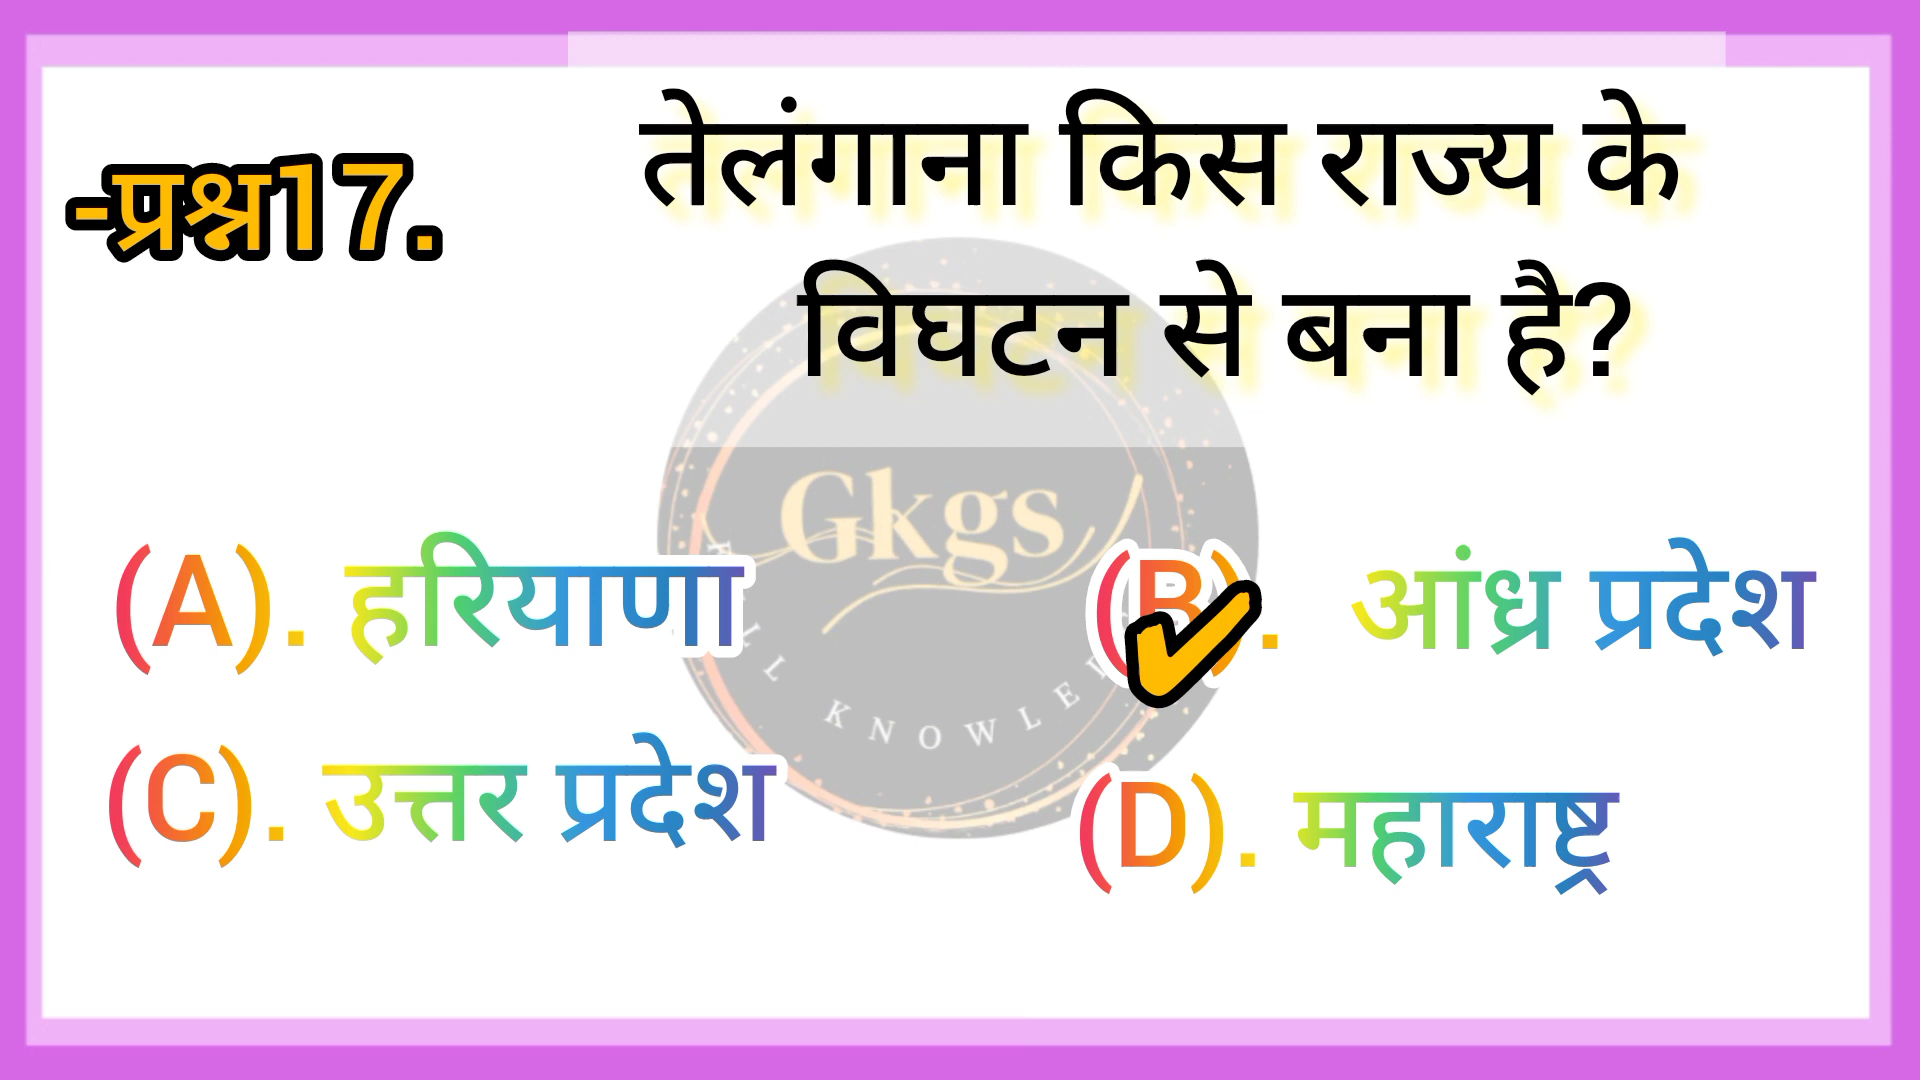 -प्रश्न17.
तेलंगाना किस राज्य के
विघटन से बना है?
Gkgs
(A). हरियाणा
(B). आंध्र प्रदेश
KNOWLE
(C). उत्तर प्रदेश
(D). महाराष्ट्र